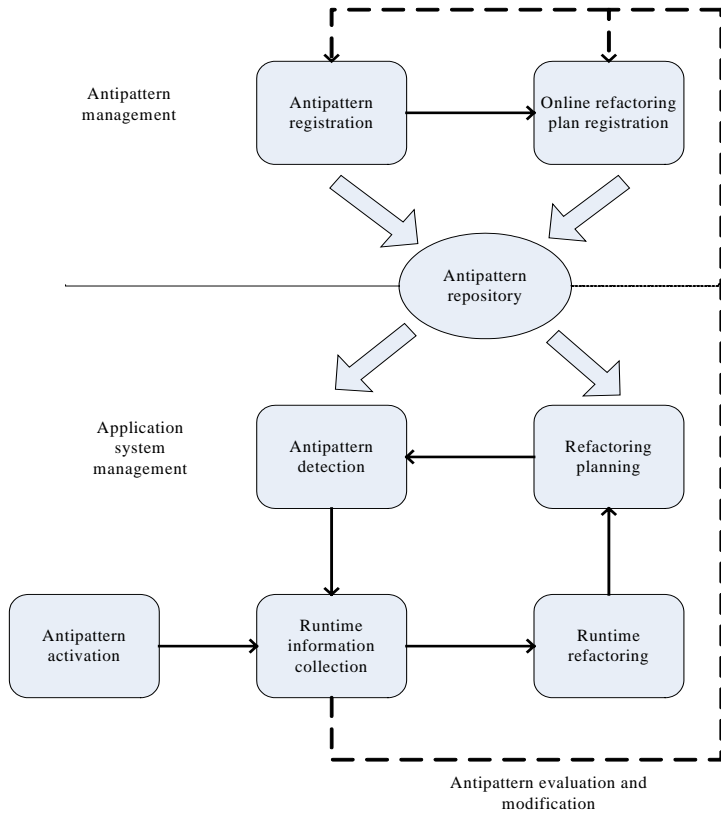 Antipattern
management
Antipattern
registration
Online refactoring
plan registration
Antipattern
repository
Application
system
management
Antipattern
detection
Refactoring
planning
Antipattern
activation
Runtime
information
collection
Runtime
refactoring
Antipattern evaluation and
modification